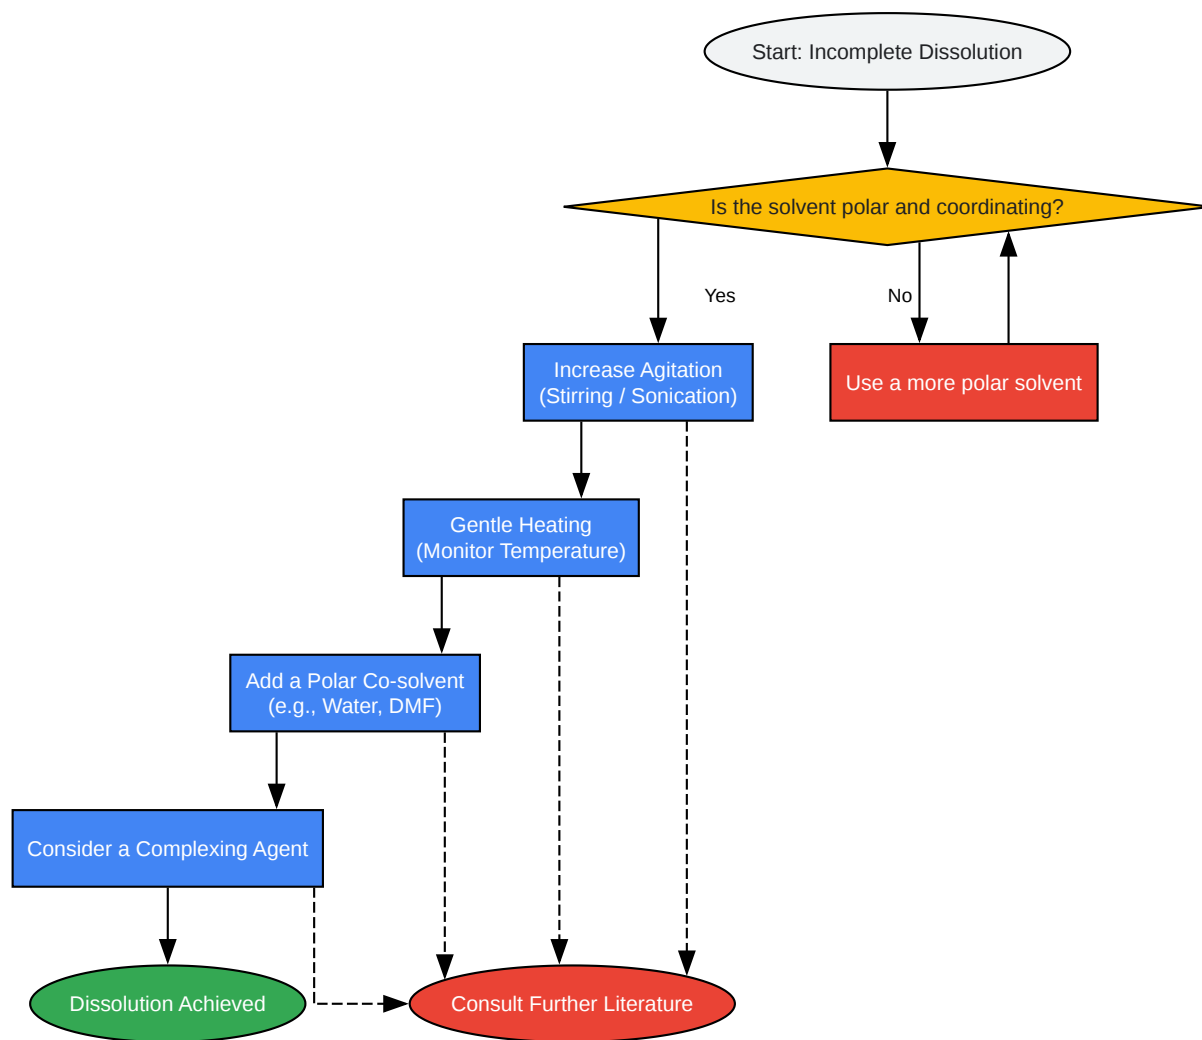 Start: Incomplete Dissolution
Is the solvent polar and coordinating?
Yes
No
Increase Agitation
(Stirring / Sonication)
Use a more polar solvent
Gentle Heating
(Monitor Temperature)
Add a Polar Co-solvent
(e.g., Water, DMF)
Consider a Complexing Agent
Dissolution Achieved
Consult Further Literature